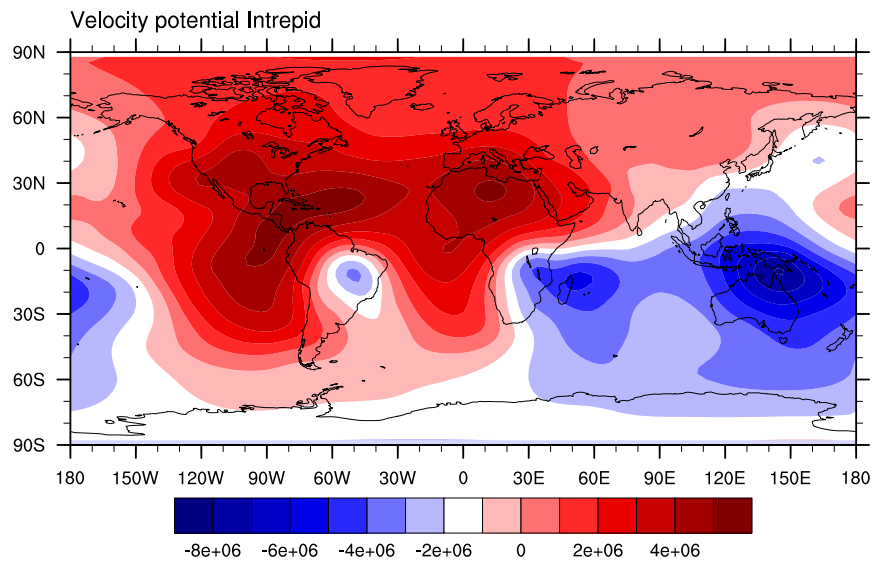 Velocity potential Intrepid
90N
60N
30N
0
30S
60S
90S
180 150W 120W 90W 60W 30W 0 30E 60E 90E 120E 150E 180
-8e+06 -6e+06 -4e+06 -2e+06 0 2e+06 4e+06